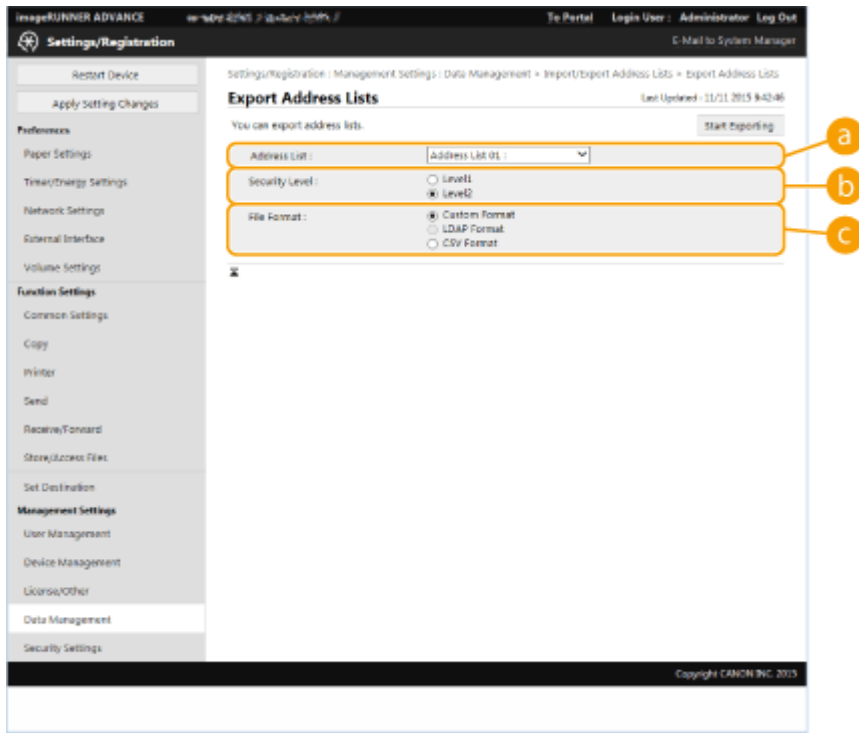 imageRUNNER ADVANCE
To Portal Login User : Administrator Log Out
Settings/Registration
E-Mail to System Manager
Restart Device
Apply Setting Changes
Preferences
Paper Settings
Timer/Energy Settings
Network Settings
External Interface
Volume Settings
Function Settings
Common Settings
Copy
Printer
Send
Receive/Forward
Store/Access Files
Set Destination
Management Settings
User Management
Device Management
License/Other
Data Management
Security Settings
Settings/Registration : Management Settings : Data Management > Import/Export Address Lists > Export Address Lists
Export Address Lists
Last Updated : 11/11 2015 9:42:46
You can export address lists.
Start Exporting
Address List :
Address List 01 :
a
Security Level :
Level1
Level2
b
File Format :
Custom Format
LDAP Format
CSV Format
c
Copyright CANON INC. 2015